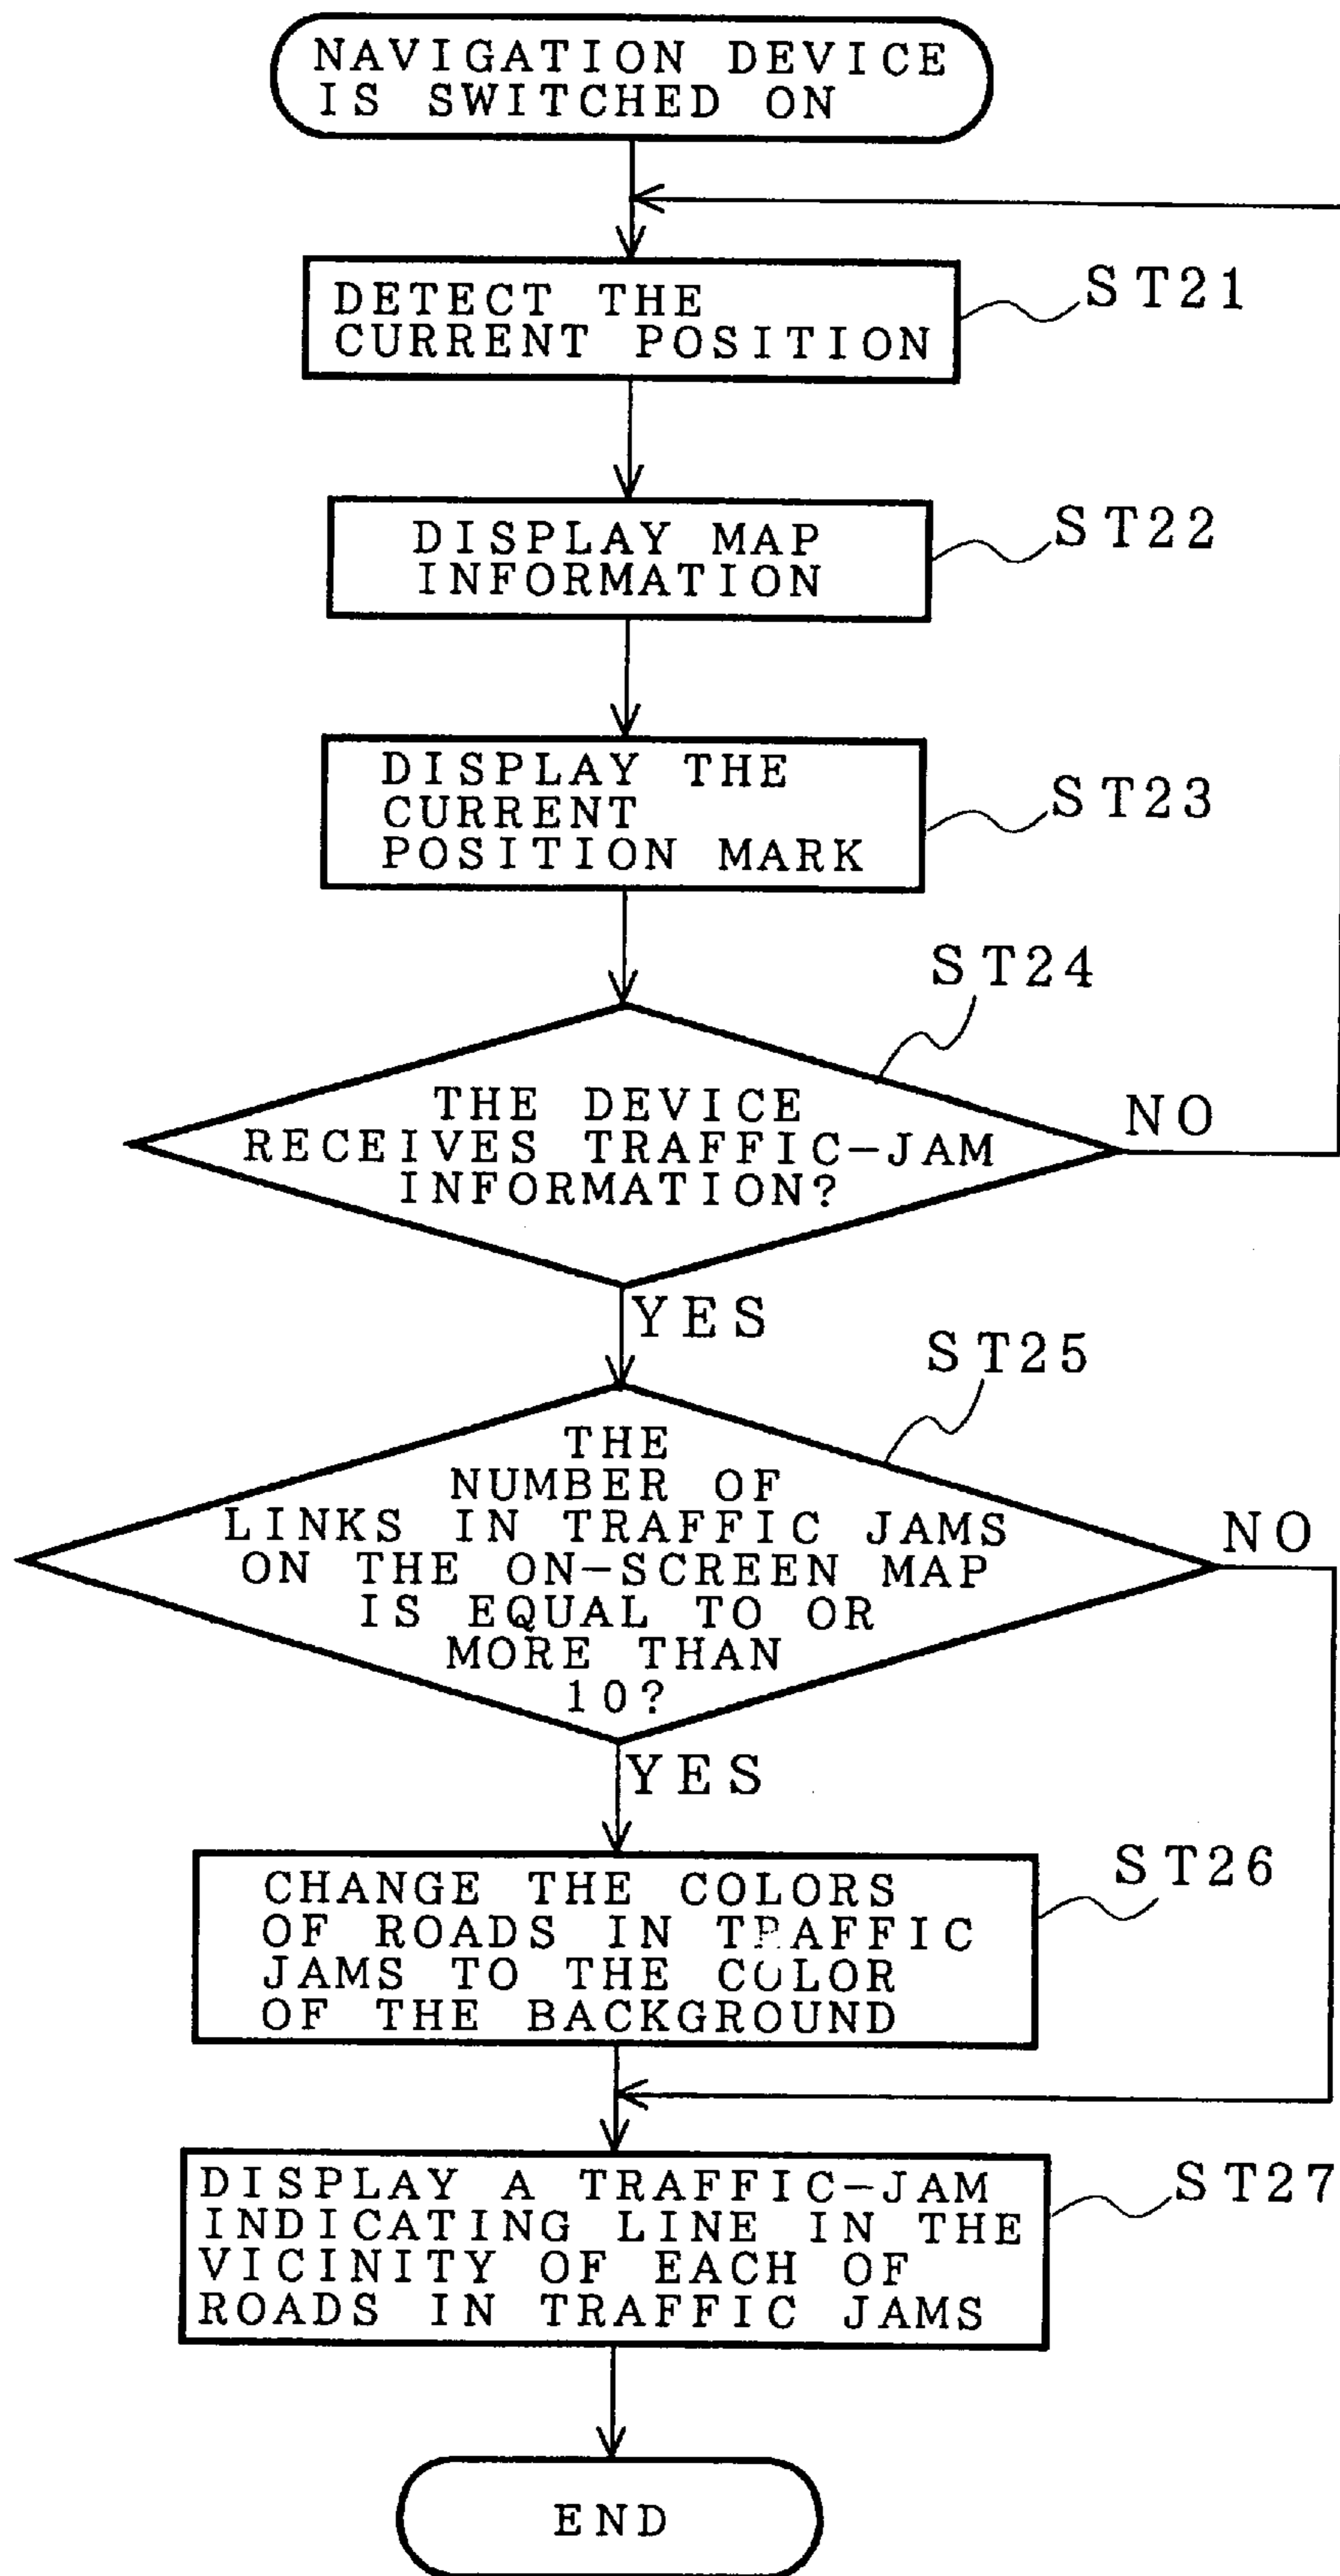 NAVIGATION DEVICE
IS SWITCHED ON
DETECT THE
CURRENT POSITION
ST21
DISPLAY MAP
INFORMATION
ST22
DISPLAY THE
CURRENT
POSITION MARK
ST23
ST24
THE DEVICE
RECEIVES TRAFFIC-JAM
INFORMATION?
NO
YES
ST25
THE
NUMBER OF
LINKS IN TRAFFIC JAMS
ON THE ON-SCREEN MAP
IS EQUAL TO OR
MORE THAN
10?
NO
YES
CHANGE THE COLORS
OF ROADS IN TRAFFIC
JAMS TO THE COLOR
OF THE BACKGROUND
ST26
DISPLAY A TRAFFIC-JAM
INDICATING LINE IN THE
VICINITY OF EACH OF
ROADS IN TRAFFIC JAMS
ST27
END